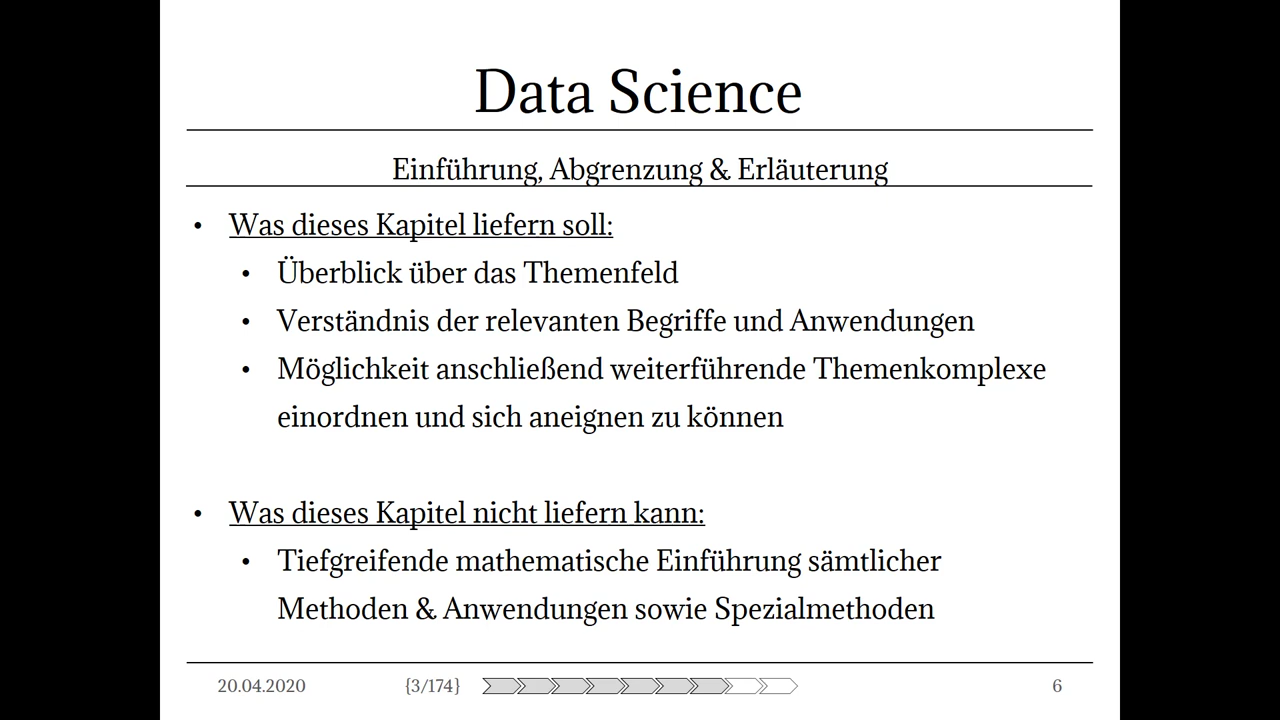 Data Science
Einführung, Abgrenzung & Erläuterung
• Was dieses Kapitel liefern soll:
• Überblick über das Themenfeld
• Verständnis der relevanten Begriffe und Anwendungen
• Möglichkeit anschließend weiterführende Themenkomplexe
einordnen und sich aneignen zu können
• Was dieses Kapitel nicht liefern kann:
• Tiefgreifende mathematische Einführung sämtlicher
Methoden & Anwendungen sowie Spezialmethoden
20.04.2020 {3/174} 6